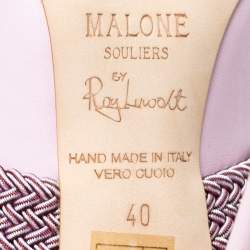 MALONE
SOULIERS
BY
Roy Luwolt
HAND MADE IN ITALY
VERO CUOIO
40